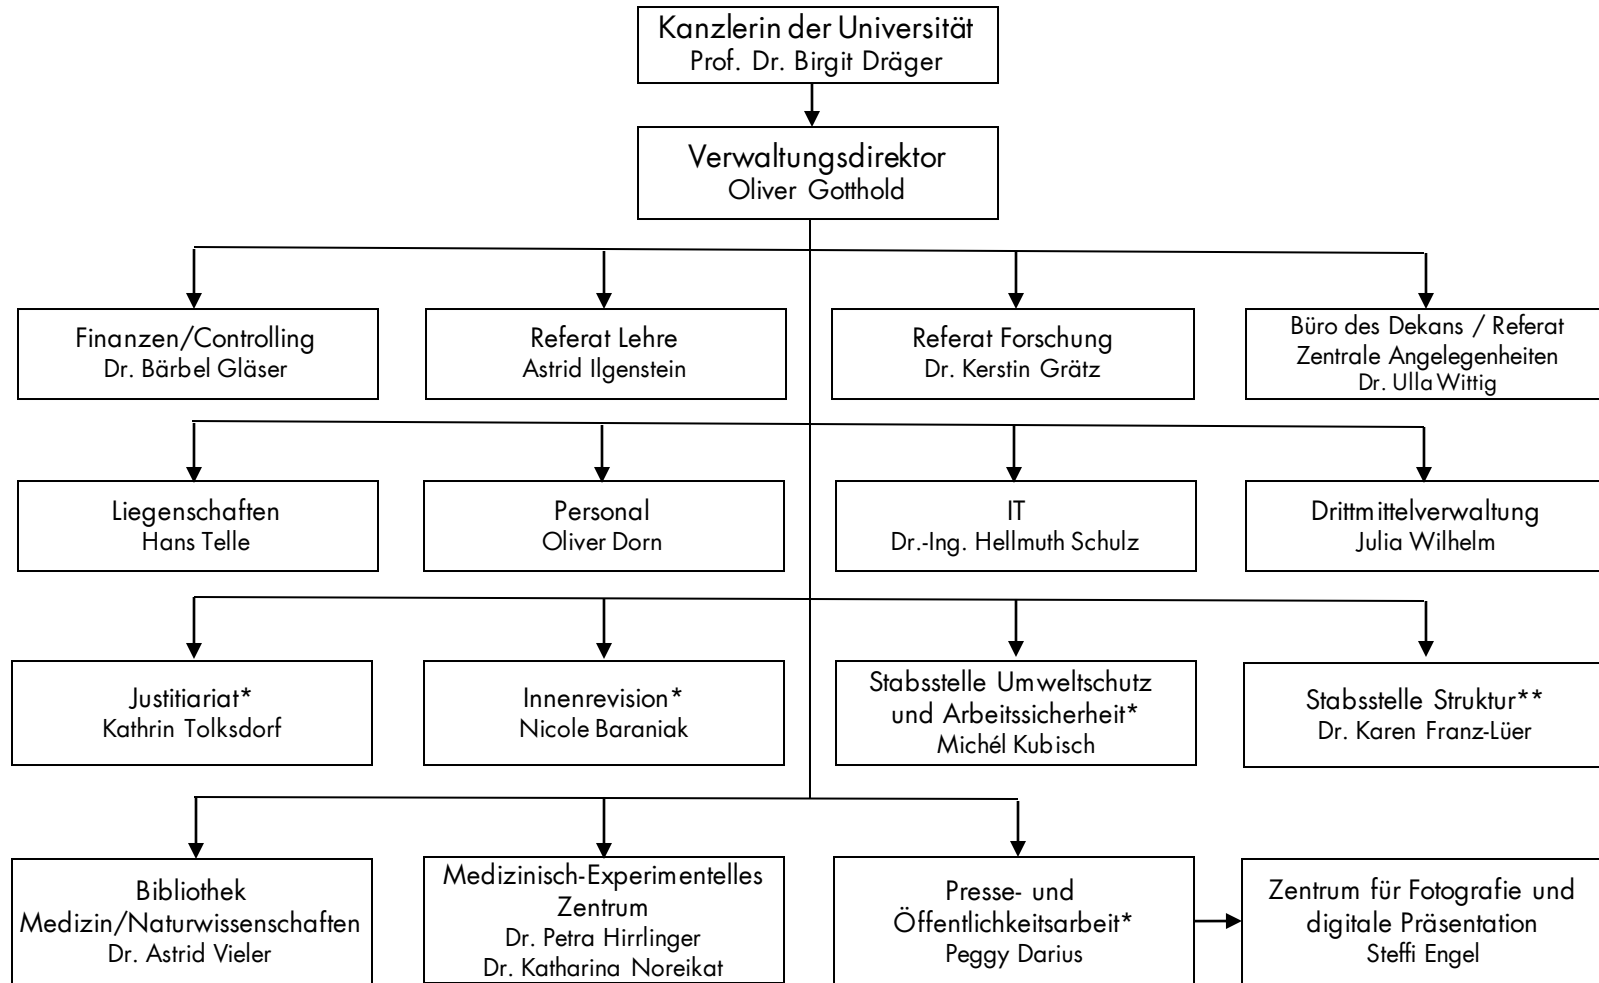 Kanzlerin der Universität
Prof. Dr. Birgit Dräger
Verwaltungsdirektor
Oliver Gotthold
Finanzen/Controlling
Dr. Bärbel Gläser
Referat Lehre
Astrid Ilgenstein
Referat Forschung
Dr. Kerstin Grätz
Büro des Dekans / Referat
Zentrale Angelegenheiten
Dr. Ulla Wittig
Liegenschaften
Hans Telle
Personal
Oliver Dorn
IT
Dr.-Ing. Hellmuth Schulz
Drittmittelverwaltung
Julia Wilhelm
Justitiariat*
Kathrin Tolksdorf
Innenrevision*
Nicole Baraniak
Stabsstelle Umweltschutz
und Arbeitssicherheit*
Michél Kubisch
Stabsstelle Struktur**
Dr. Karen Franz-Lüer
Bibliothek
Medizin/Naturwissenschaften
Dr. Astrid Vieler
Medizinisch-Experimentelles
Zentrum
Dr. Petra Hirrlinger
Dr. Katharina Noreikat
Presse- und
Öffentlichkeitsarbeit*
Peggy Darius
Zentrum für Fotografie und
digitale Präsentation
Steffi Engel